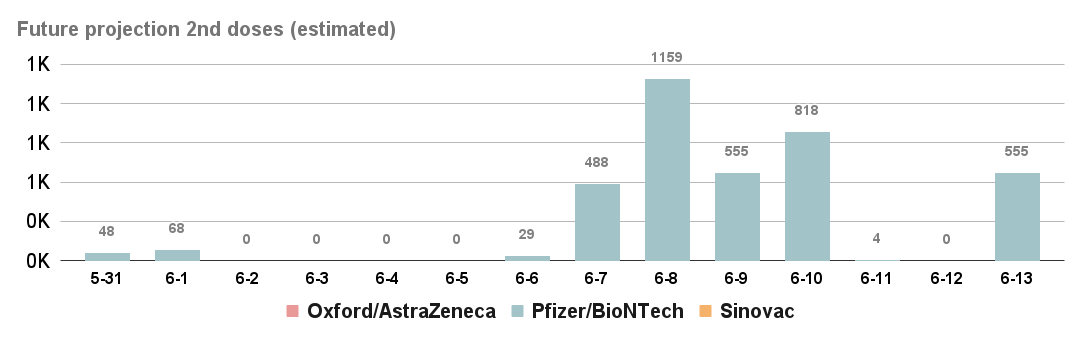 Future projection 2nd doses (estimated)
1K
1K
1K
1K
0K
0K
48
68
0
0
0
0
29
488
1159
555
818
4
0
555
5-31 6-1 6-2 6-3 6-4 6-5 6-6 6-7 6-8 6-9 6-10 6-11 6-12 6-13
Oxford/AstraZeneca Pfizer/BioNTech Sinovac